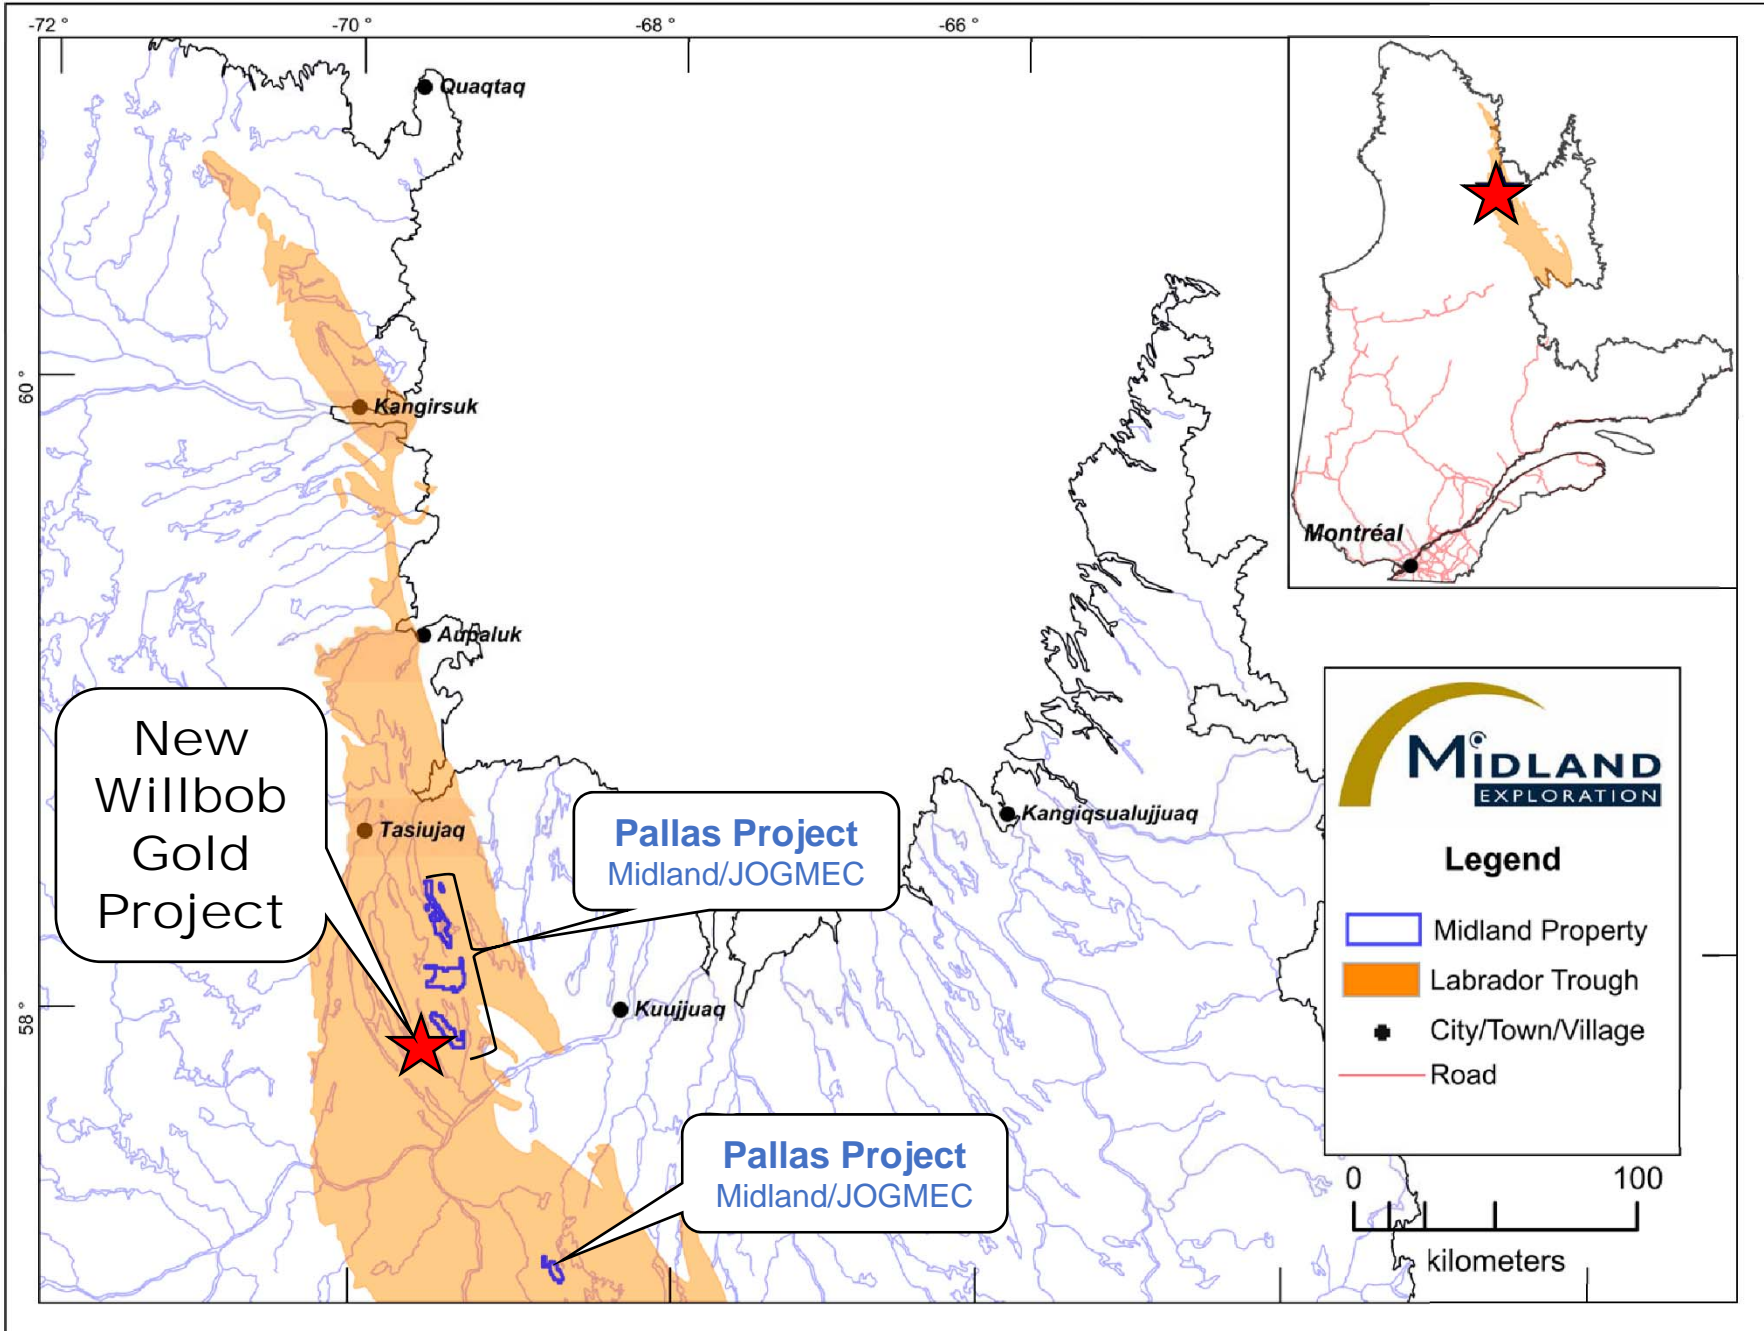 -72 °
-70 °
-68 °
-66 °
Quaqtaq
60 °
Kangirsuk
Aupaluk
New
Willbob
Gold
Project
Tasiujaq
Pallas Project
Midland/JOGMEC
Kangiqsualujjuaq
58 °
Kuujjuaq
Pallas Project
Midland/JOGMEC
Montréal
MIDLAND
EXPLORATION
Legend
Midland Property
Labrador Trough
City/Town/Village
Road
0 100
kilometers